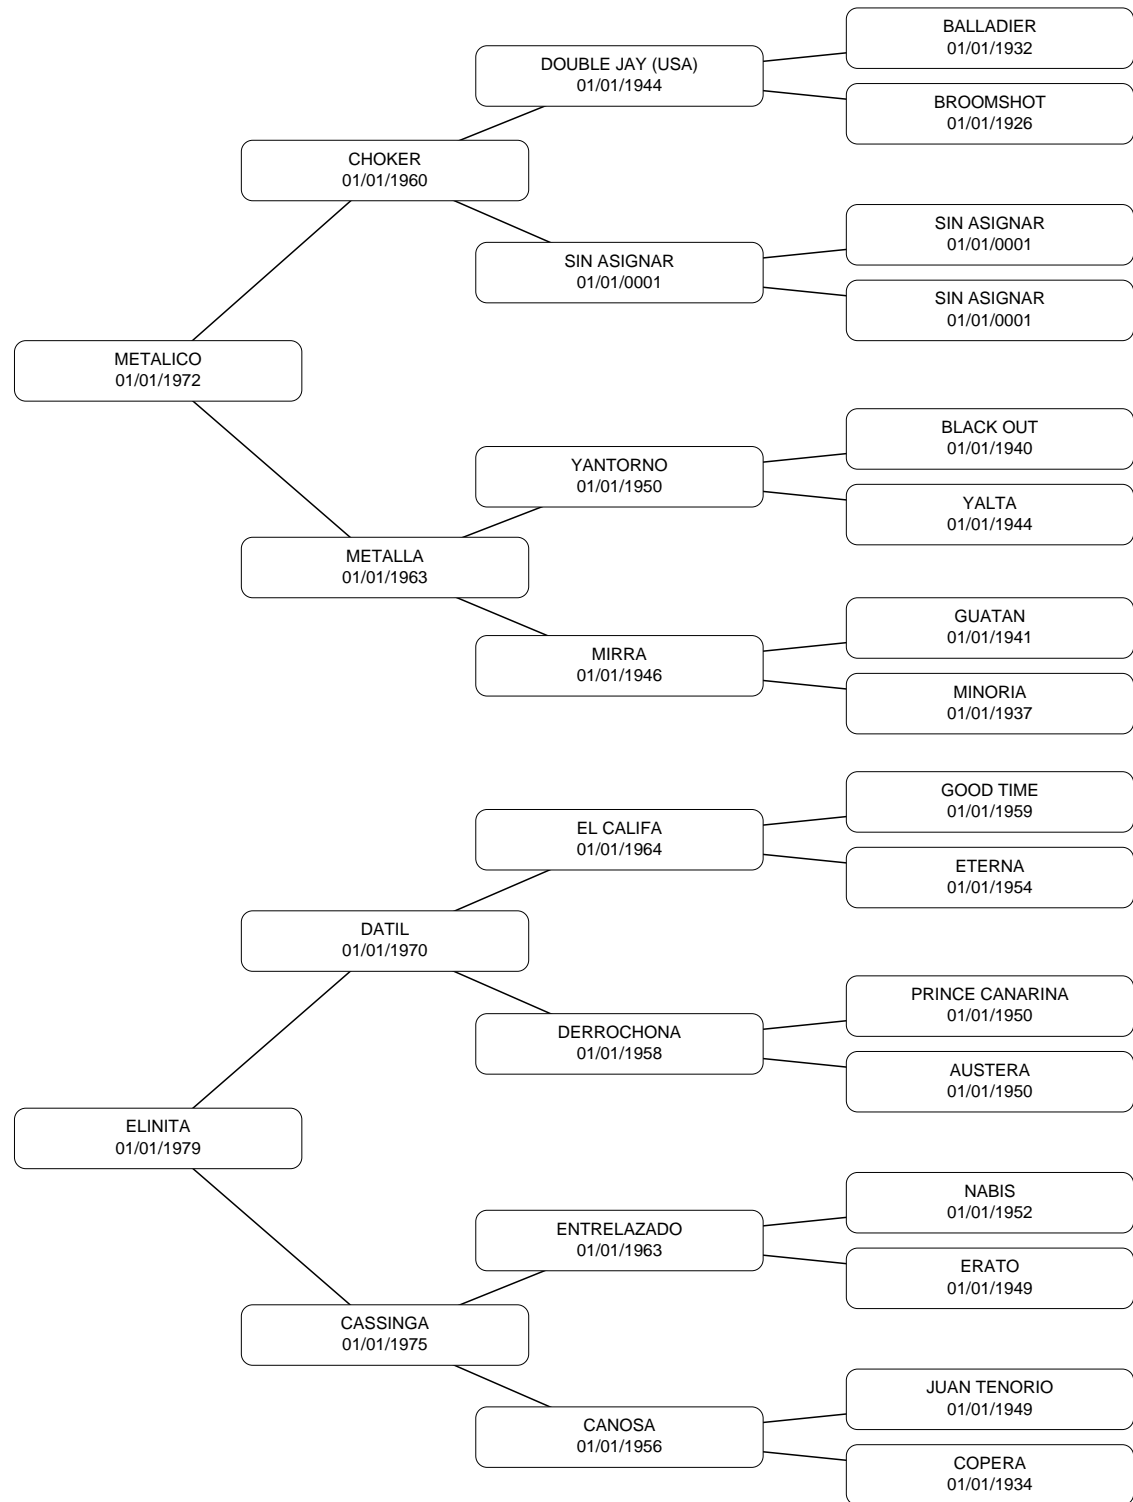 BALLADIER
01/01/1932
DOUBLE JAY (USA)
01/01/1944
BROOMSHOT
01/01/1926
CHOKER
01/01/1960
SIN ASIGNAR
01/01/0001
SIN ASIGNAR
01/01/0001
SIN ASIGNAR
01/01/0001
METALICO
01/01/1972
BLACK OUT
01/01/1940
YANTORNO
01/01/1950
YALTA
01/01/1944
METALLA
01/01/1963
GUATAN
01/01/1941
MIRRA
01/01/1946
MINORIA
01/01/1937
GOOD TIME
01/01/1959
EL CALIFA
01/01/1964
ETERNA
01/01/1954
DATIL
01/01/1970
PRINCE CANARINA
01/01/1950
DERROCHONA
01/01/1958
AUSTERA
01/01/1950
ELINITA
01/01/1979
NABIS
01/01/1952
ENTRELAZADO
01/01/1963
ERATO
01/01/1949
CASSINGA
01/01/1975
JUAN TENORIO
01/01/1949
CANOSA
01/01/1956
COPERA
01/01/1934